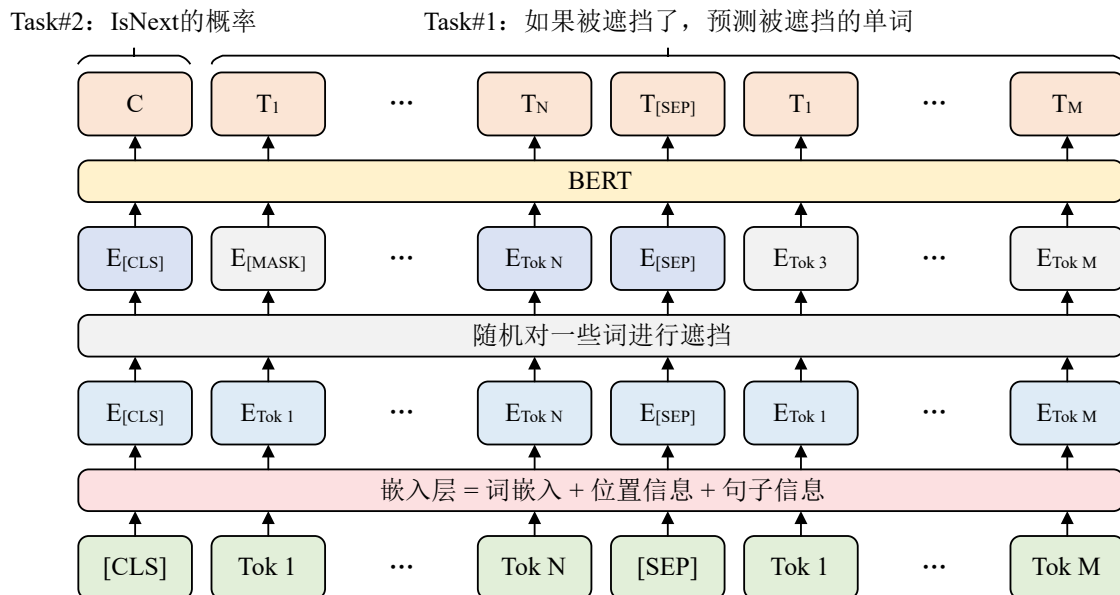 Task#2：IsNext的概率 Task#1：如果被遮挡了，预测被遮挡的单词
C T1 ... TN T[SEP] T1 ... TM
BERT
E[CLS] E[MASK] ... ETok N E[SEP] ETok 3 ... ETok M
随机对一些词进行遮挡
E[CLS] ETok 1 ... ETok N E[SEP] ETok 1 ... ETok M
嵌入层 = 词嵌入 + 位置信息 + 句子信息
[CLS] Tok 1 ... Tok N [SEP] Tok 1 ... Tok M